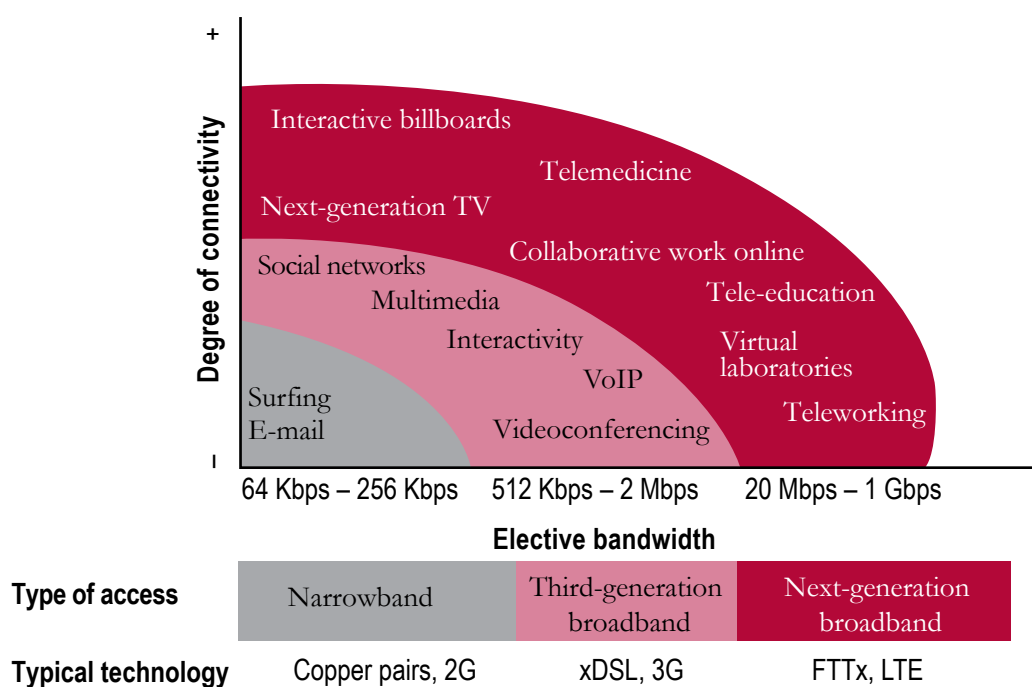 +
Degree of connectivity
–
Interactive billboards
Telemedicine
Next-generation TV
Collaborative work online
Tele-education
Virtual
laboratories
Teleworking
Social networks
Multimedia
Interactivity
VoIP
Videoconferencing
Surfing
E-mail
64 Kbps – 256 Kbps
512 Kbps – 2 Mbps
20 Mbps – 1 Gbps
Elective bandwidth
Type of access
Narrowband
Third-generation
broadband
Next-generation
broadband
Typical technology
Copper pairs, 2G
xDSL, 3G
FTTx, LTE